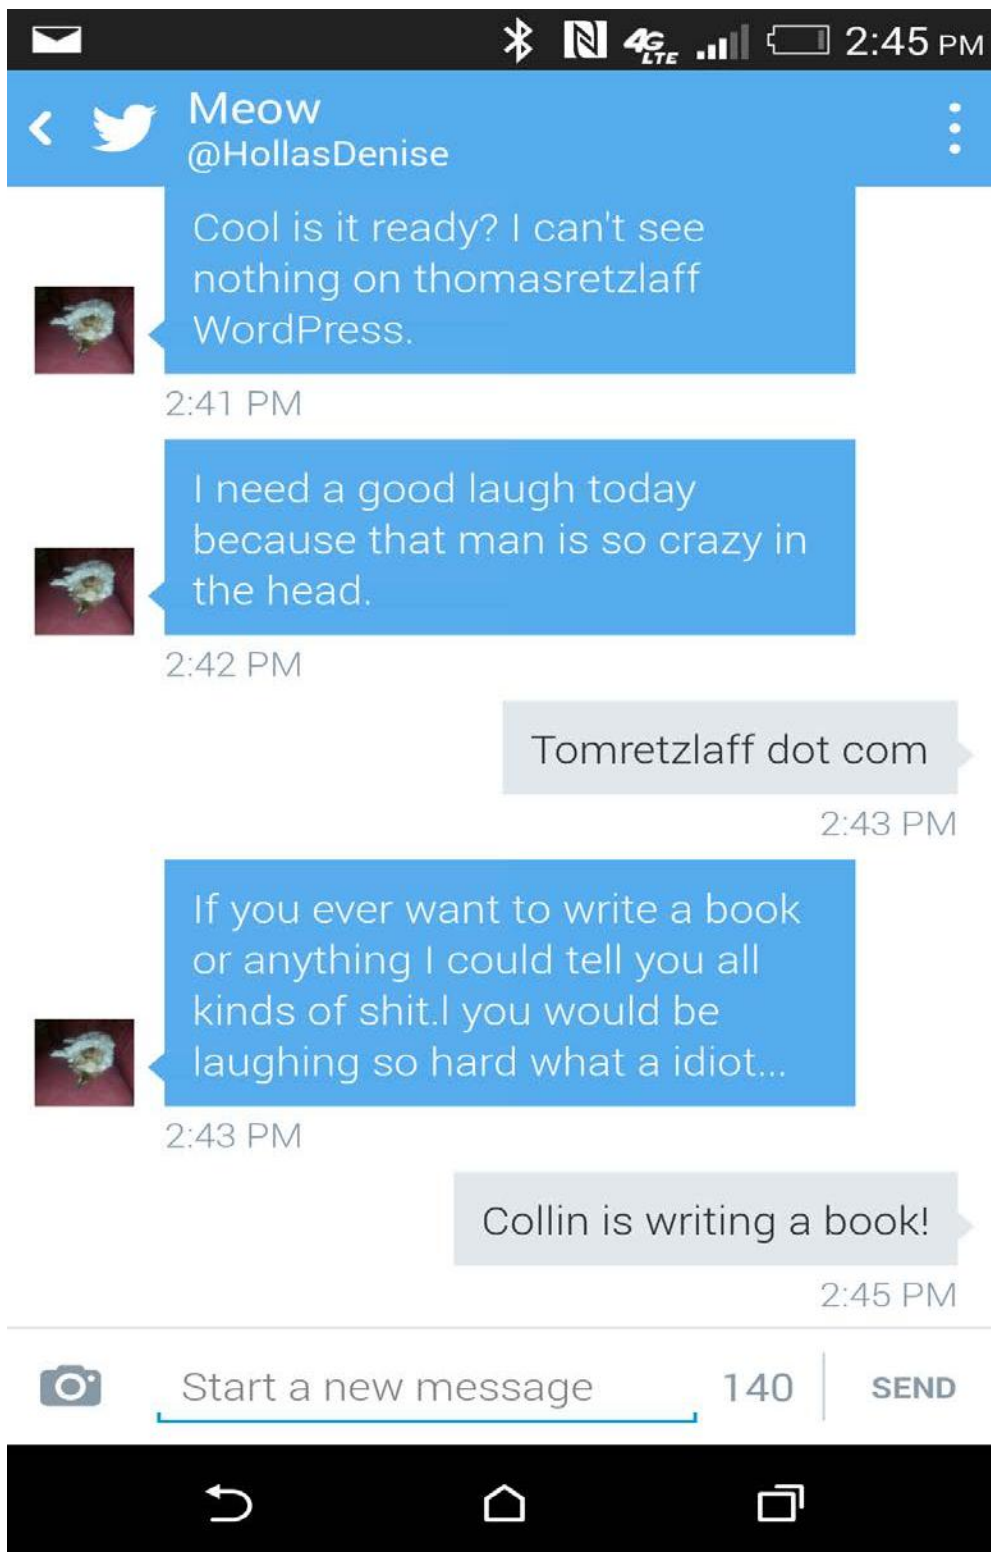 4G LTE 2:45 PM
Meow
@HollasDenise
Cool is it ready? I can't see
nothing on thomasretzlaff
WordPress.
2:41 PM
I need a good laugh today
because that man is so crazy in
the head.
2:42 PM
Tomretzlaff dot com
2:43 PM
If you ever want to write a book
or anything I could tell you all
kinds of shit.I you would be
laughing so hard what a idiot...
2:43 PM
Collin is writing a book!
2:45 PM
Start a new message 140 SEND